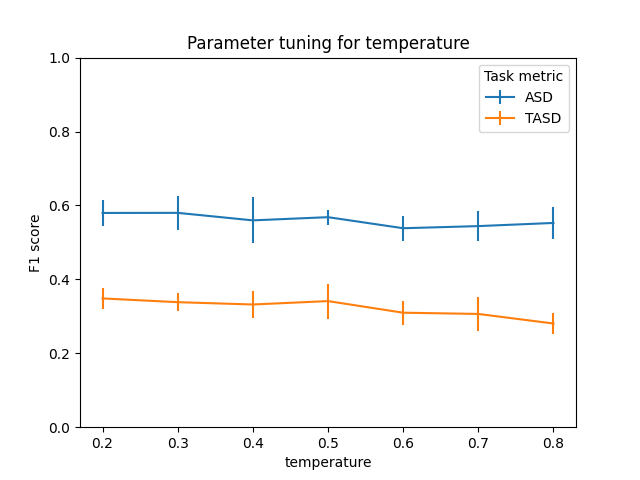 Parameter tuning for temperature
Task metric
ASD
TASD
F1 score
1.0
0.8
0.6
0.4
0.2
0.0
0.2 0.3 0.4 0.5 0.6 0.7 0.8
temperature